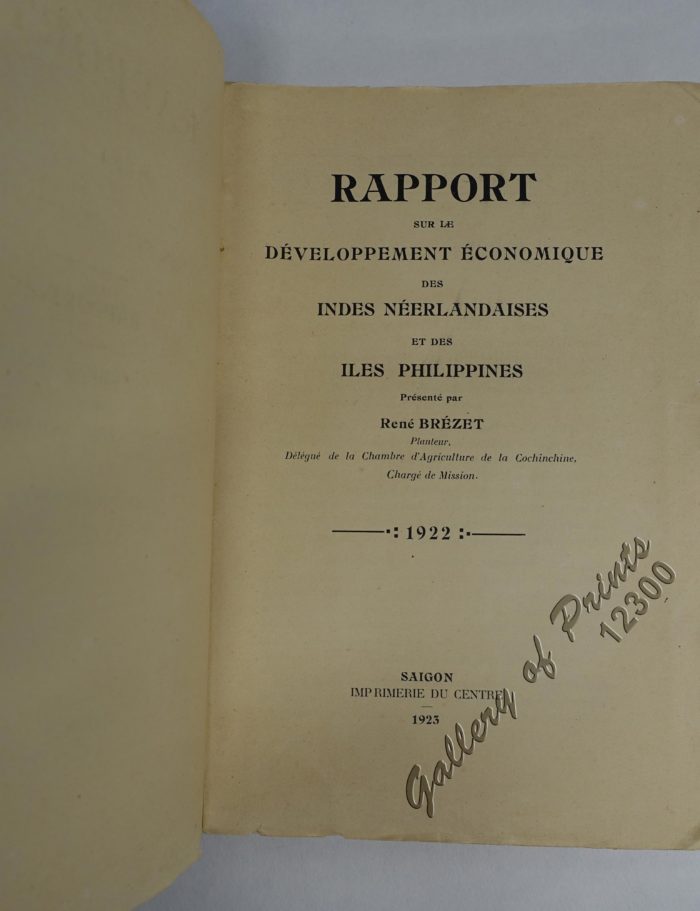 RAPPORT
SUR LE
DÉVELOPPEMENT ÉCONOMIQUE
DES
INDES NÉERLANDAISES
ET DES
ILES PHILIPPINES
Présenté par
René BRÉZET
Planteur,
Délégué de la Chambre d'Agriculture de la Cochinchine,
Chargé de Mission.
1922
SAIGON
IMPRIMERIE DU CENTRE
1923
Gallery of Prints
12300